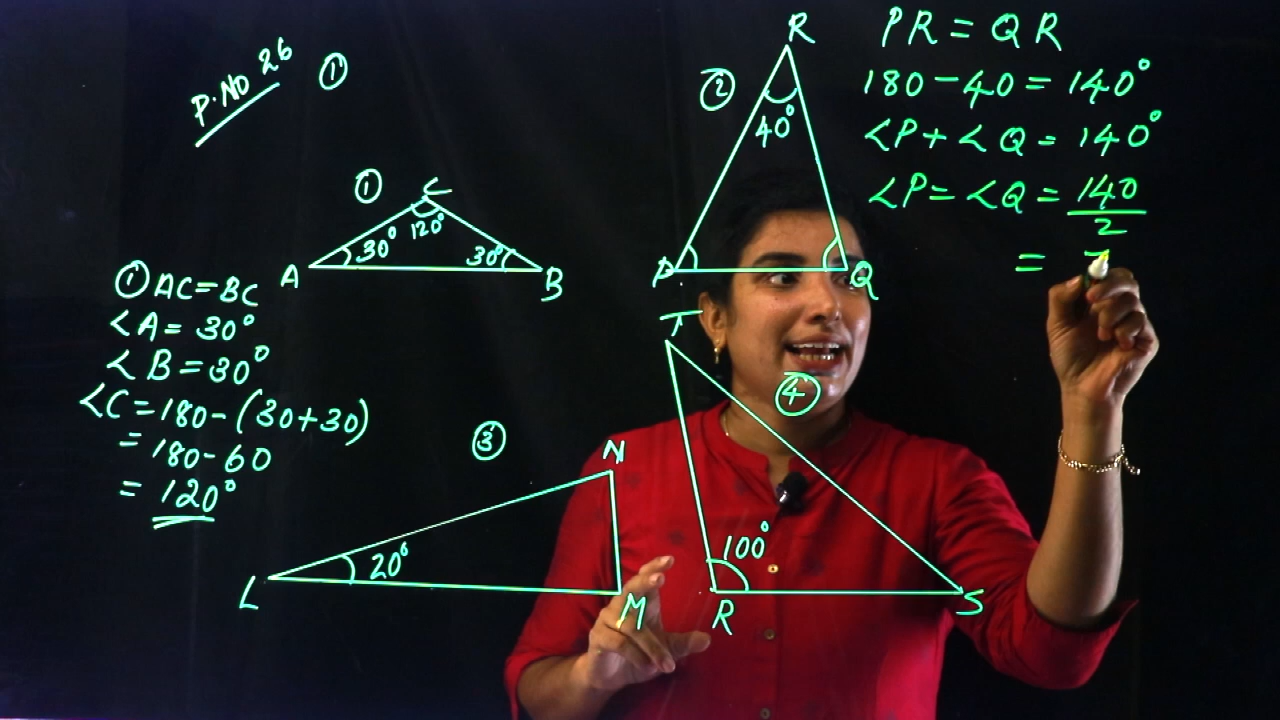 P.NO 26
①
①
C
120°
30°
30°
A
B
① AC=BC
∠A= 30°
∠B=30°
∠C=180-(30+30)
= 180-60
= 120°
②
R
40°
P
Q
PR = QR
180-40=140°
∠P+∠Q=140°
∠P=∠Q=140/2
= 7
③
N
20°
L
M
④
T
100°
R
S